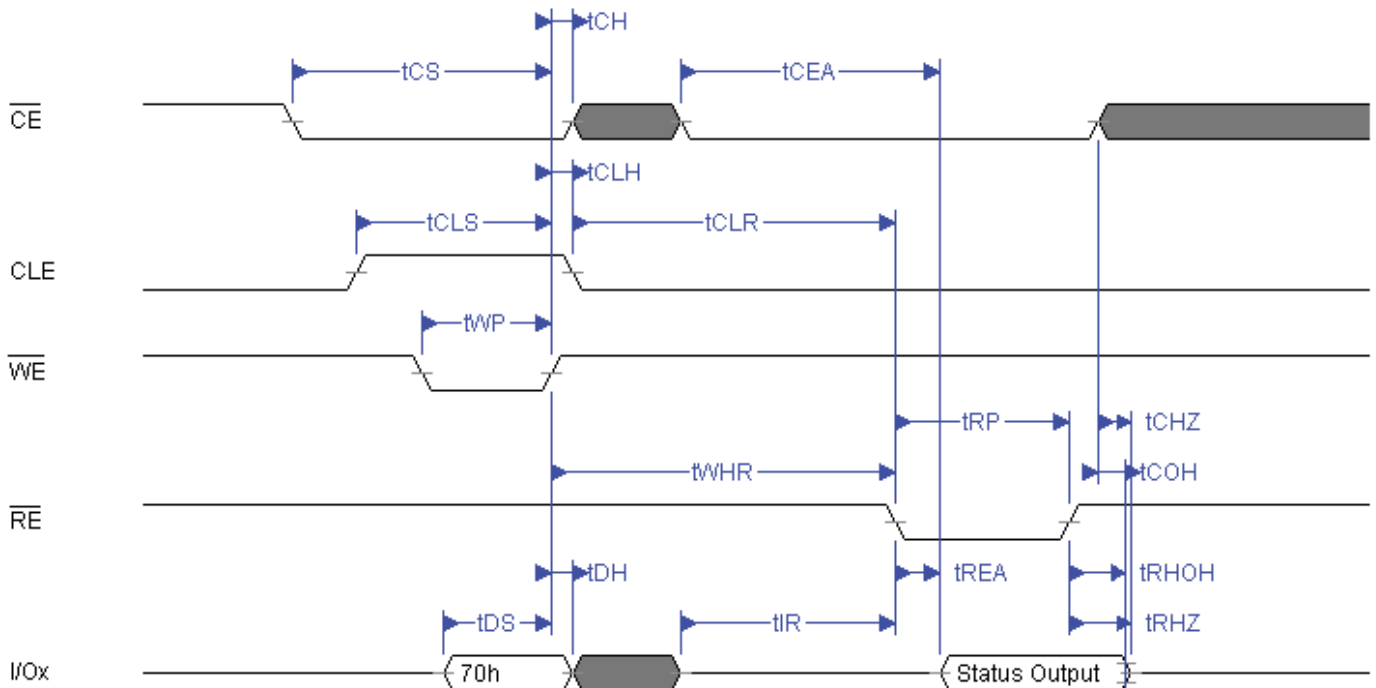 tCH
tCS
tCEA
CE
tCLH
tCLS
tCLR
CLE
tWP
WE
tRP
tCHZ
tWHR
tCOH
RE
tDH
tREA
tRHOH
tDS
tIR
tRHZ
I/Ox
70h
Status Output